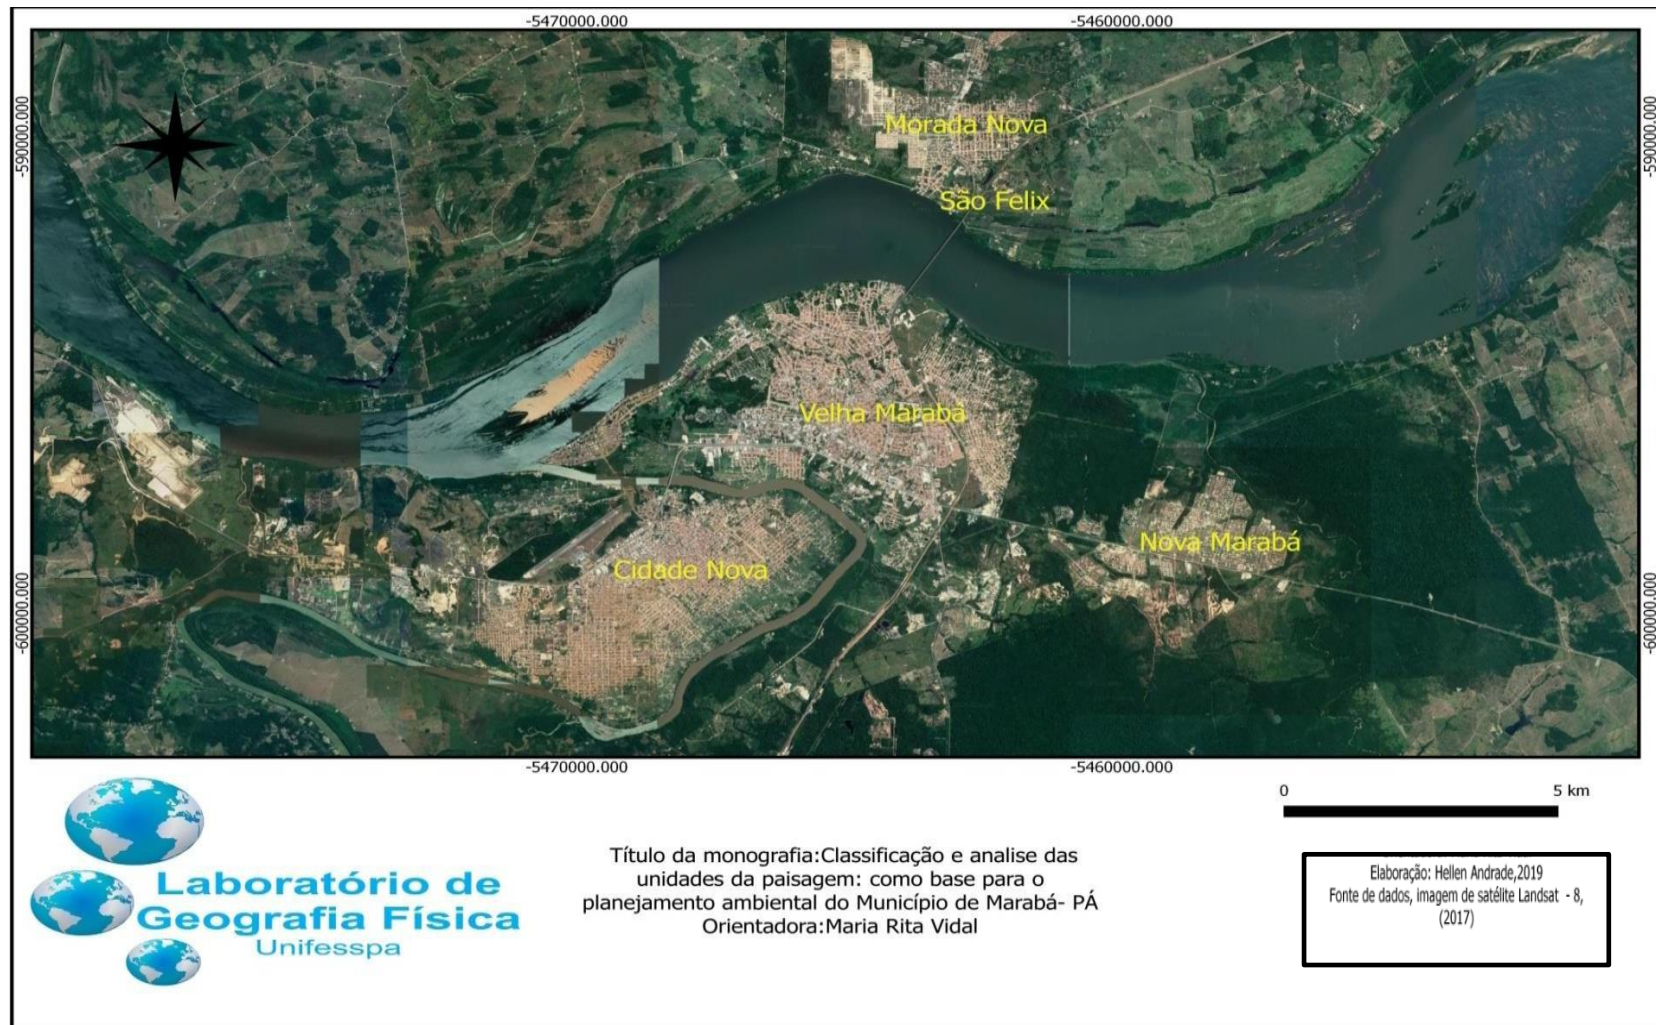 -5470000.000
-5460000.000
-590000.000
-590000.000
Morada Nova
São Felix
Velha Marabá
Nova Marabá
Cidade Nova
-600000.000
-600000.000
-5470000.000
-5460000.000
0
5 km
Laboratório de
Geografia Física
Unifesspa
Título da monografia:Classificação e analise das
unidades da paisagem: como base para o
planejamento ambiental do Município de Marabá- PÁ
Orientadora:Maria Rita Vidal
Elaboração: Hellen Andrade,2019
Fonte de dados, imagem de satélite Landsat - 8,
(2017)